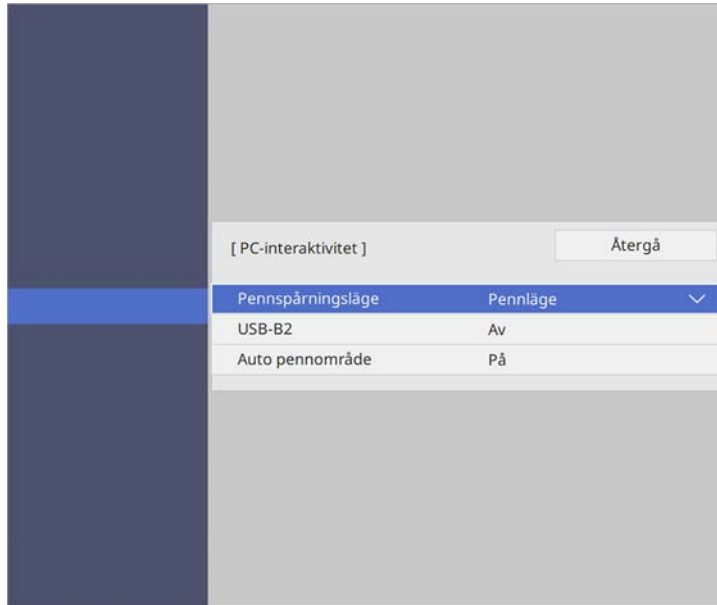 [ PC-interaktivitet ]
Återgå
Pennspårningsläge Pennläge
USB-B2 Av
Auto pennområde På